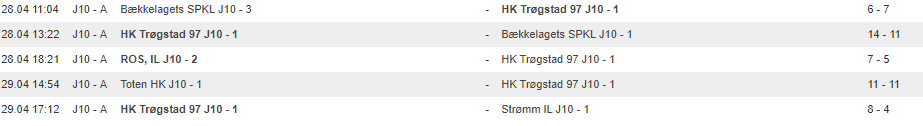 28.04 11:04 J10 - A Bækkelagets SPKL J10 - 3 - HK Trøgstad 97 J10 - 1 6 - 7
28.04 13:22 J10 - A HK Trøgstad 97 J10 - 1 - Bækkelagets SPKL J10 - 1 14 - 11
28.04 18:21 J10 - A ROS, IL J10 - 2 - HK Trøgstad 97 J10 - 1 7 - 5
29.04 14:54 J10 - A Toten HK J10 - 1 - HK Trøgstad 97 J10 - 1 11 - 11
29.04 17:12 J10 - A HK Trøgstad 97 J10 - 1 - Strømm IL J10 - 1 8 - 4